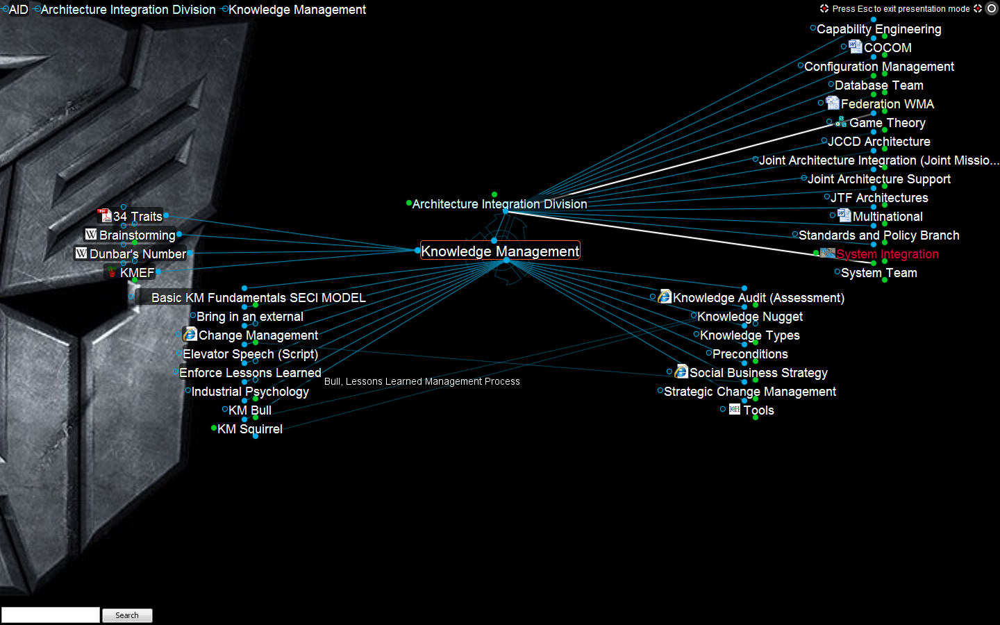 AID Architecture Integration Division Knowledge Management
Press Esc to exit presentation mode
Capability Engineering
COCOM
Configuration Management
Database Team
Federation WMA
Game Theory
JCCD Architecture
Joint Architecture Integration (Joint Missio...
Joint Architecture Support
JTF Architectures
Multinational
Standards and Policy Branch
System Integration
System Team
Architecture Integration Division
Knowledge Management
34 Traits
Brainstorming
Dunbar's Number
KMEF
Basic KM Fundamentals SECI MODEL
Bring in an external
Change Management
Elevator Speech (Script)
Enforce Lessons Learned
Industrial Psychology
KM Bull
KM Squirrel
Bull, Lessons Learned Management Process
Knowledge Audit (Assessment)
Knowledge Nugget
Knowledge Types
Preconditions
Social Business Strategy
Strategic Change Management
Tools
Search